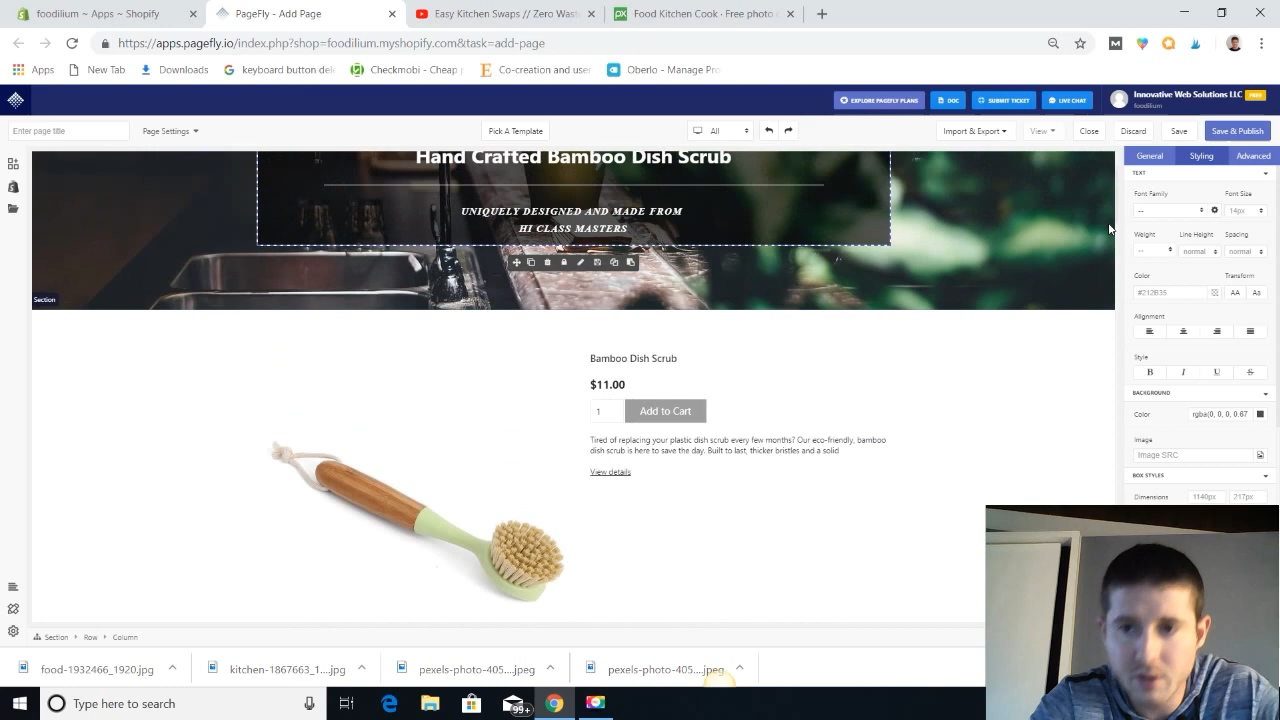 foodilium ~ Apps ~ Shopify
PageFly - Add Page
Easy Kitchen Swaps // Zero Wast
Food Kitchen Cook · Free photo o
https://apps.pagefly.io/index.php?shop=foodilium.myshopify.com&task=add-page
Apps
New Tab
Downloads
keyboard button del
Checkmobi - Cheap p
Co-creation and user
Oberlo - Manage Pro
EXPLORE PAGEFLY PLANS
DOC
SUBMIT TICKET
LIVE CHAT
Innovative Web Solutions LLC
FREE
foodilium
Enter page title
Page Settings
Pick A Template
All
Import & Export
View
Close
Discard
Save
Save & Publish
General
Styling
Advanced
Hand Crafted Bamboo Dish Scrub
UNIQUELY DESIGNED AND MADE FROM
HI CLASS MASTERS
Section
Bamboo Dish Scrub
$11.00
1
Add to Cart
Tired of replacing your plastic dish scrub every few months? Our eco-friendly, bamboo
dish scrub is here to save the day. Built to last, thicker bristles and a solid
View details
TEXT
Font Family
Font Size
--
14px
Weight
Line Height
Spacing
--
normal
normal
Color
Transform
#212B35
AA
Aa
Alignment
Style
B
I
U
S
BACKGROUND
Color
rgba(0, 0, 0, 0.67
Image
Image SRC
BOX STYLES
Dimensions
1140px
217px
Section
Row
Column
food-1932466_1920.jpg
kitchen-1867663_1....jpg
pexels-photo-405....jpeg
pexels-photo-405....jpeg
Type here to search
99+